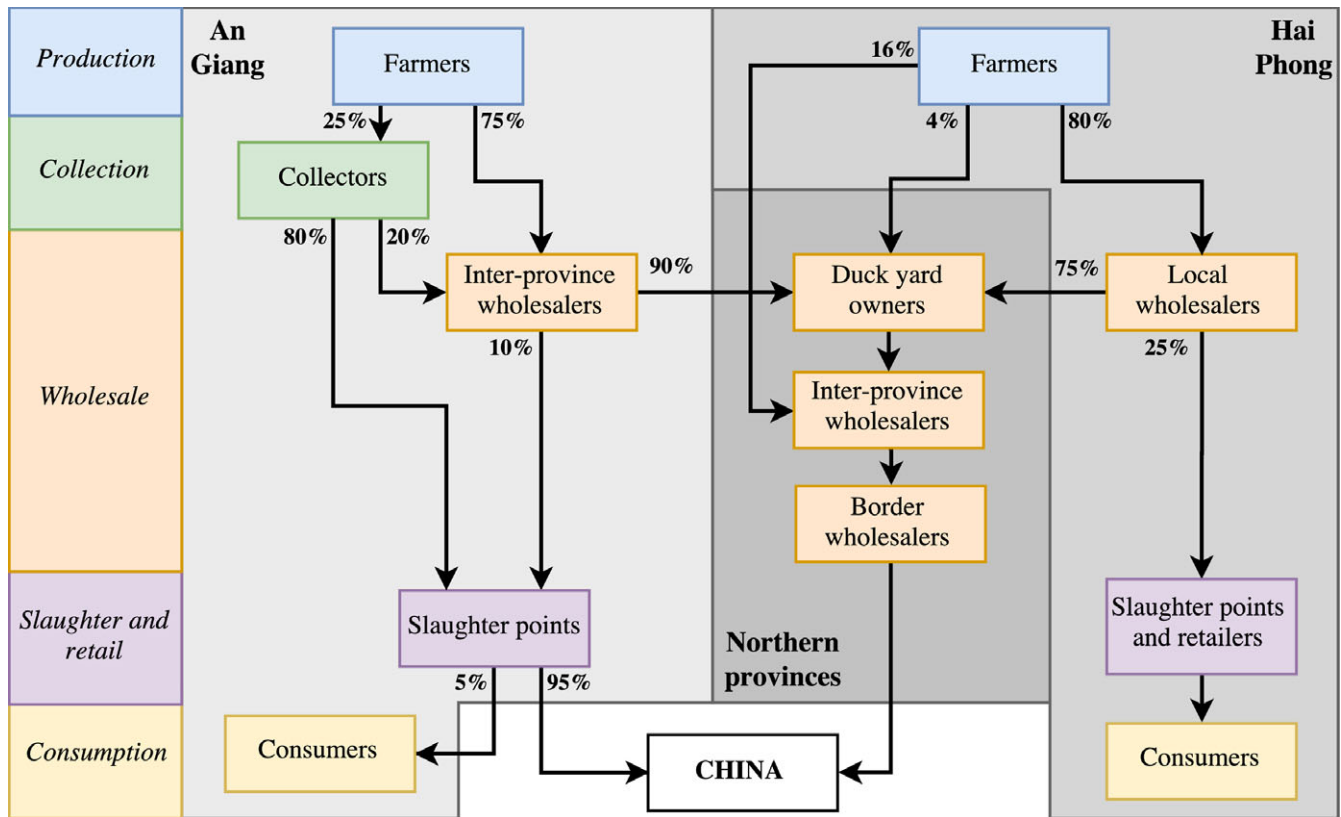 Production
Collection
Wholesale
Slaughter and
retail
Consumption
An
Giang
Farmers
25%
75%
Collectors
80%
20%
Inter-province
wholesalers
90%
10%
Slaughter points
5%
95%
Consumers
Hai
Phong
16%
Farmers
4%
80%
Duck yard
owners
75%
Local
wholesalers
25%
Inter-province
wholesalers
Border
wholesalers
Northern
provinces
Slaughter points
and retailers
CHINA
Consumers